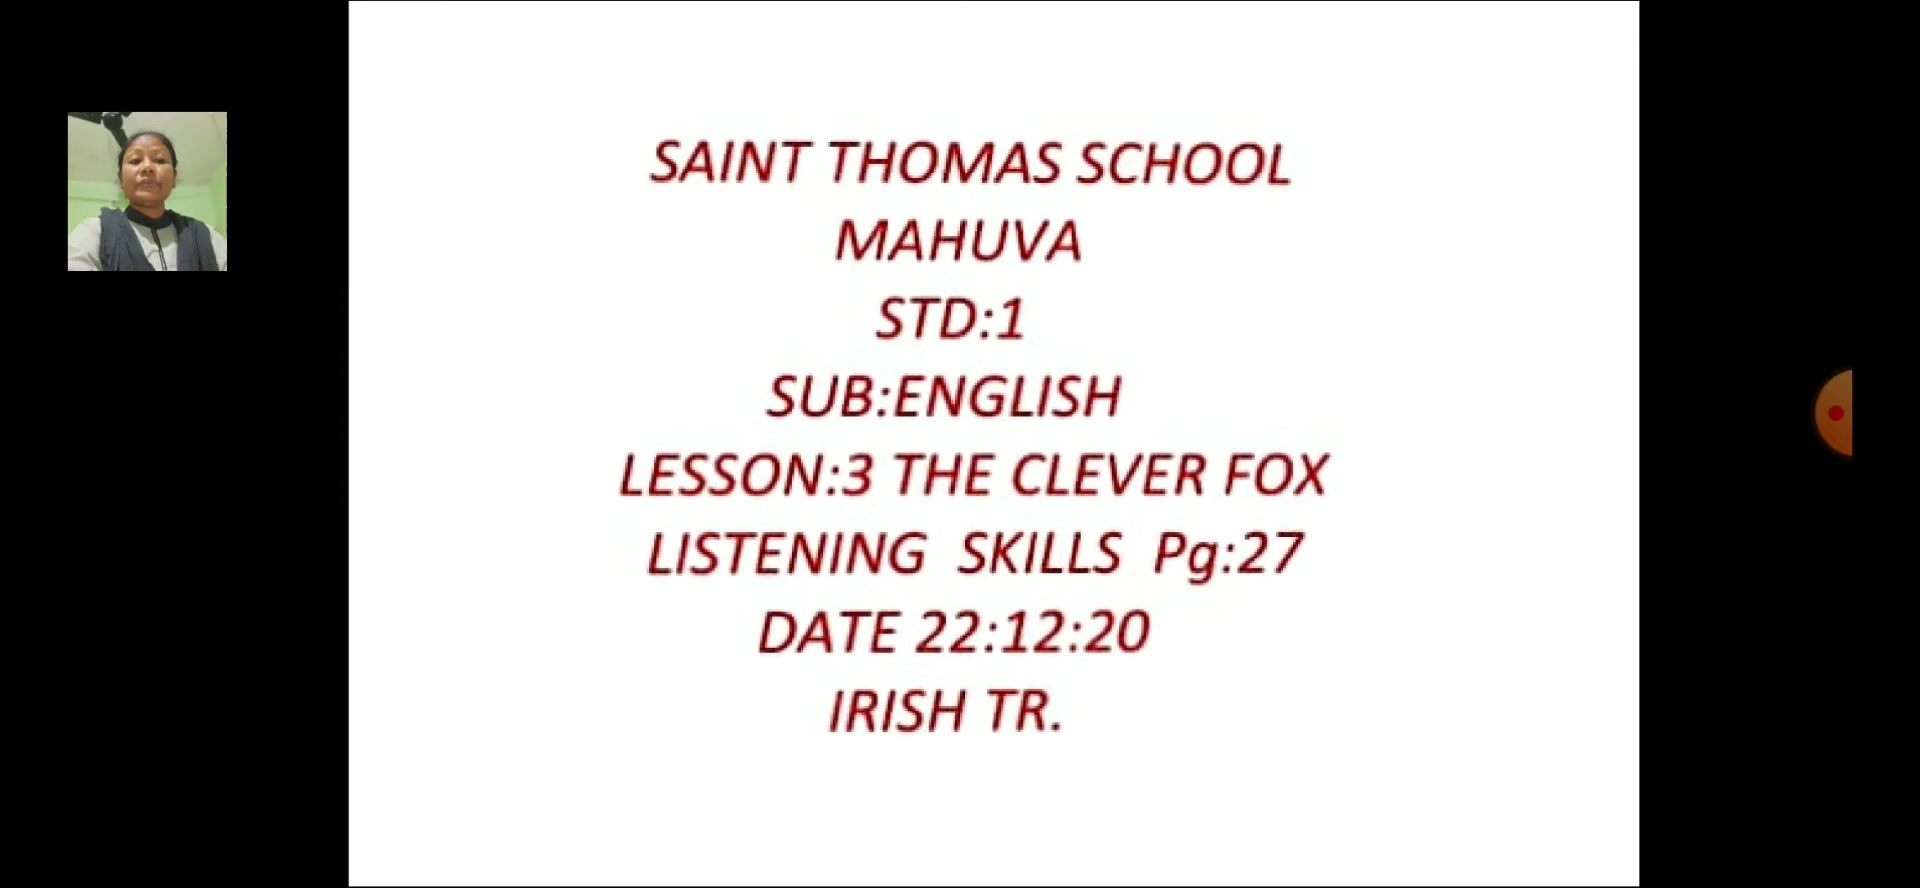 SAINT THOMAS SCHOOL
MAHUVA
STD:1
SUB:ENGLISH
LESSON:3 THE CLEVER FOX
LISTENING SKILLS Pg:27
DATE 22:12:20
IRISH TR.